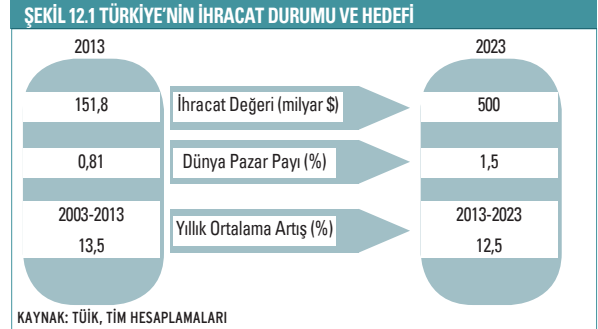 ŞEKİL 12.1 TÜRKİYE'NİN İHRACAT DURUMU VE HEDEFİ
2013 2023
151,8 İhracat Değeri (milyar $) 500
0,81 Dünya Pazar Payı (%) 1,5
2003-2013 2013-2023
Yıllık Ortalama Artış (%)
13,5 12,5
KAYNAK: TÜİK, TİM HESAPLAMALARI